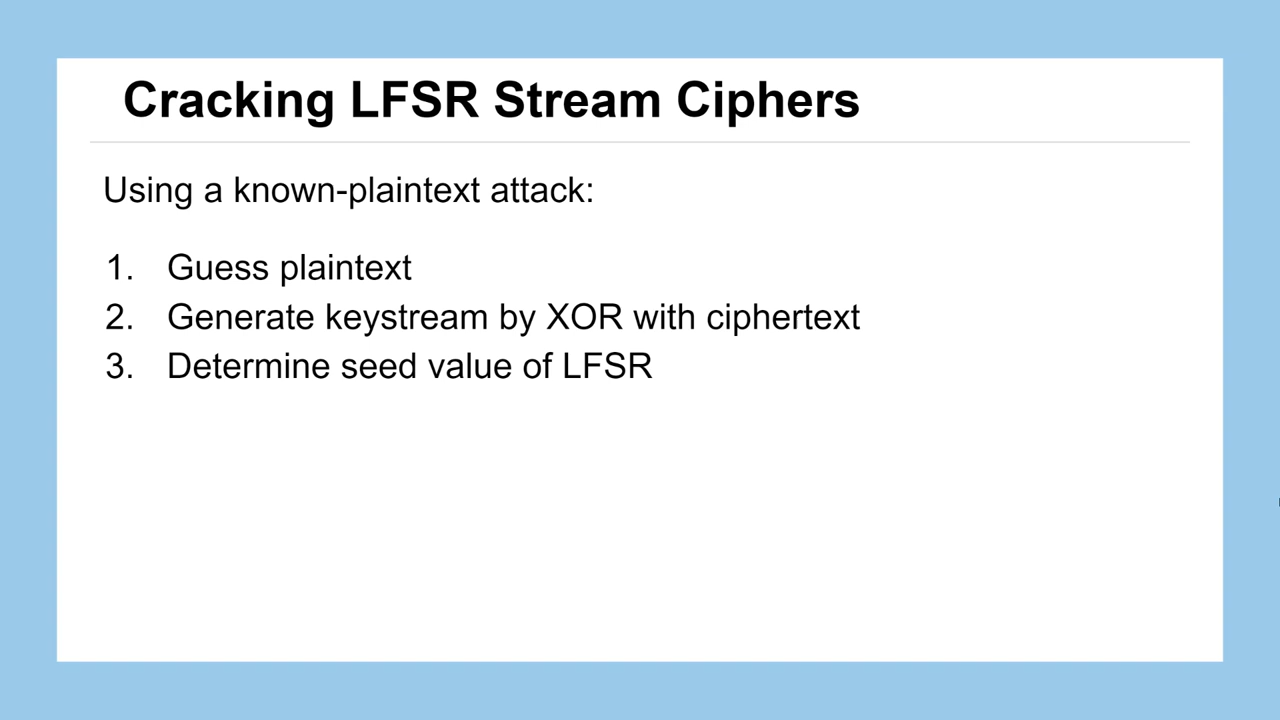 Cracking LFSR Stream Ciphers
Using a known-plaintext attack:
1. Guess plaintext
2. Generate keystream by XOR with ciphertext
3. Determine seed value of LFSR